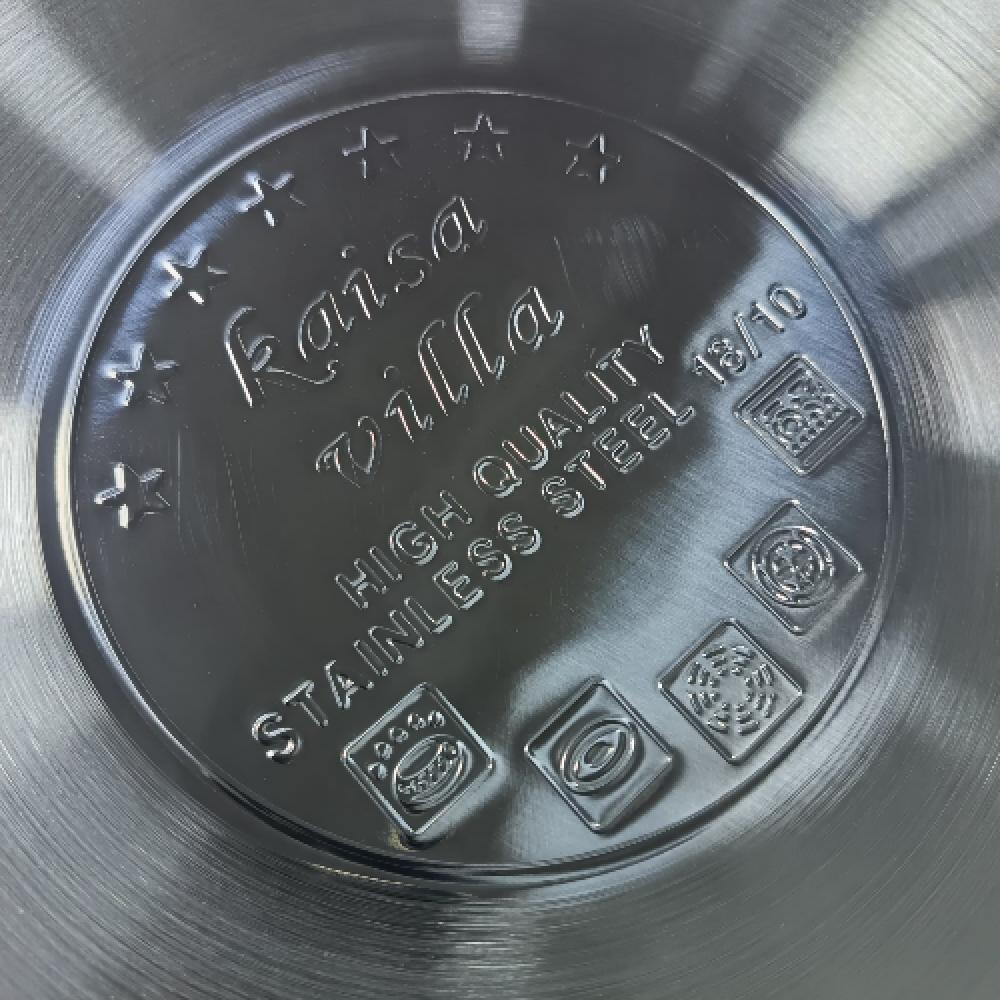 kaisa
villa
HIGH QUALITY
STAINLESS STEEL 18/10